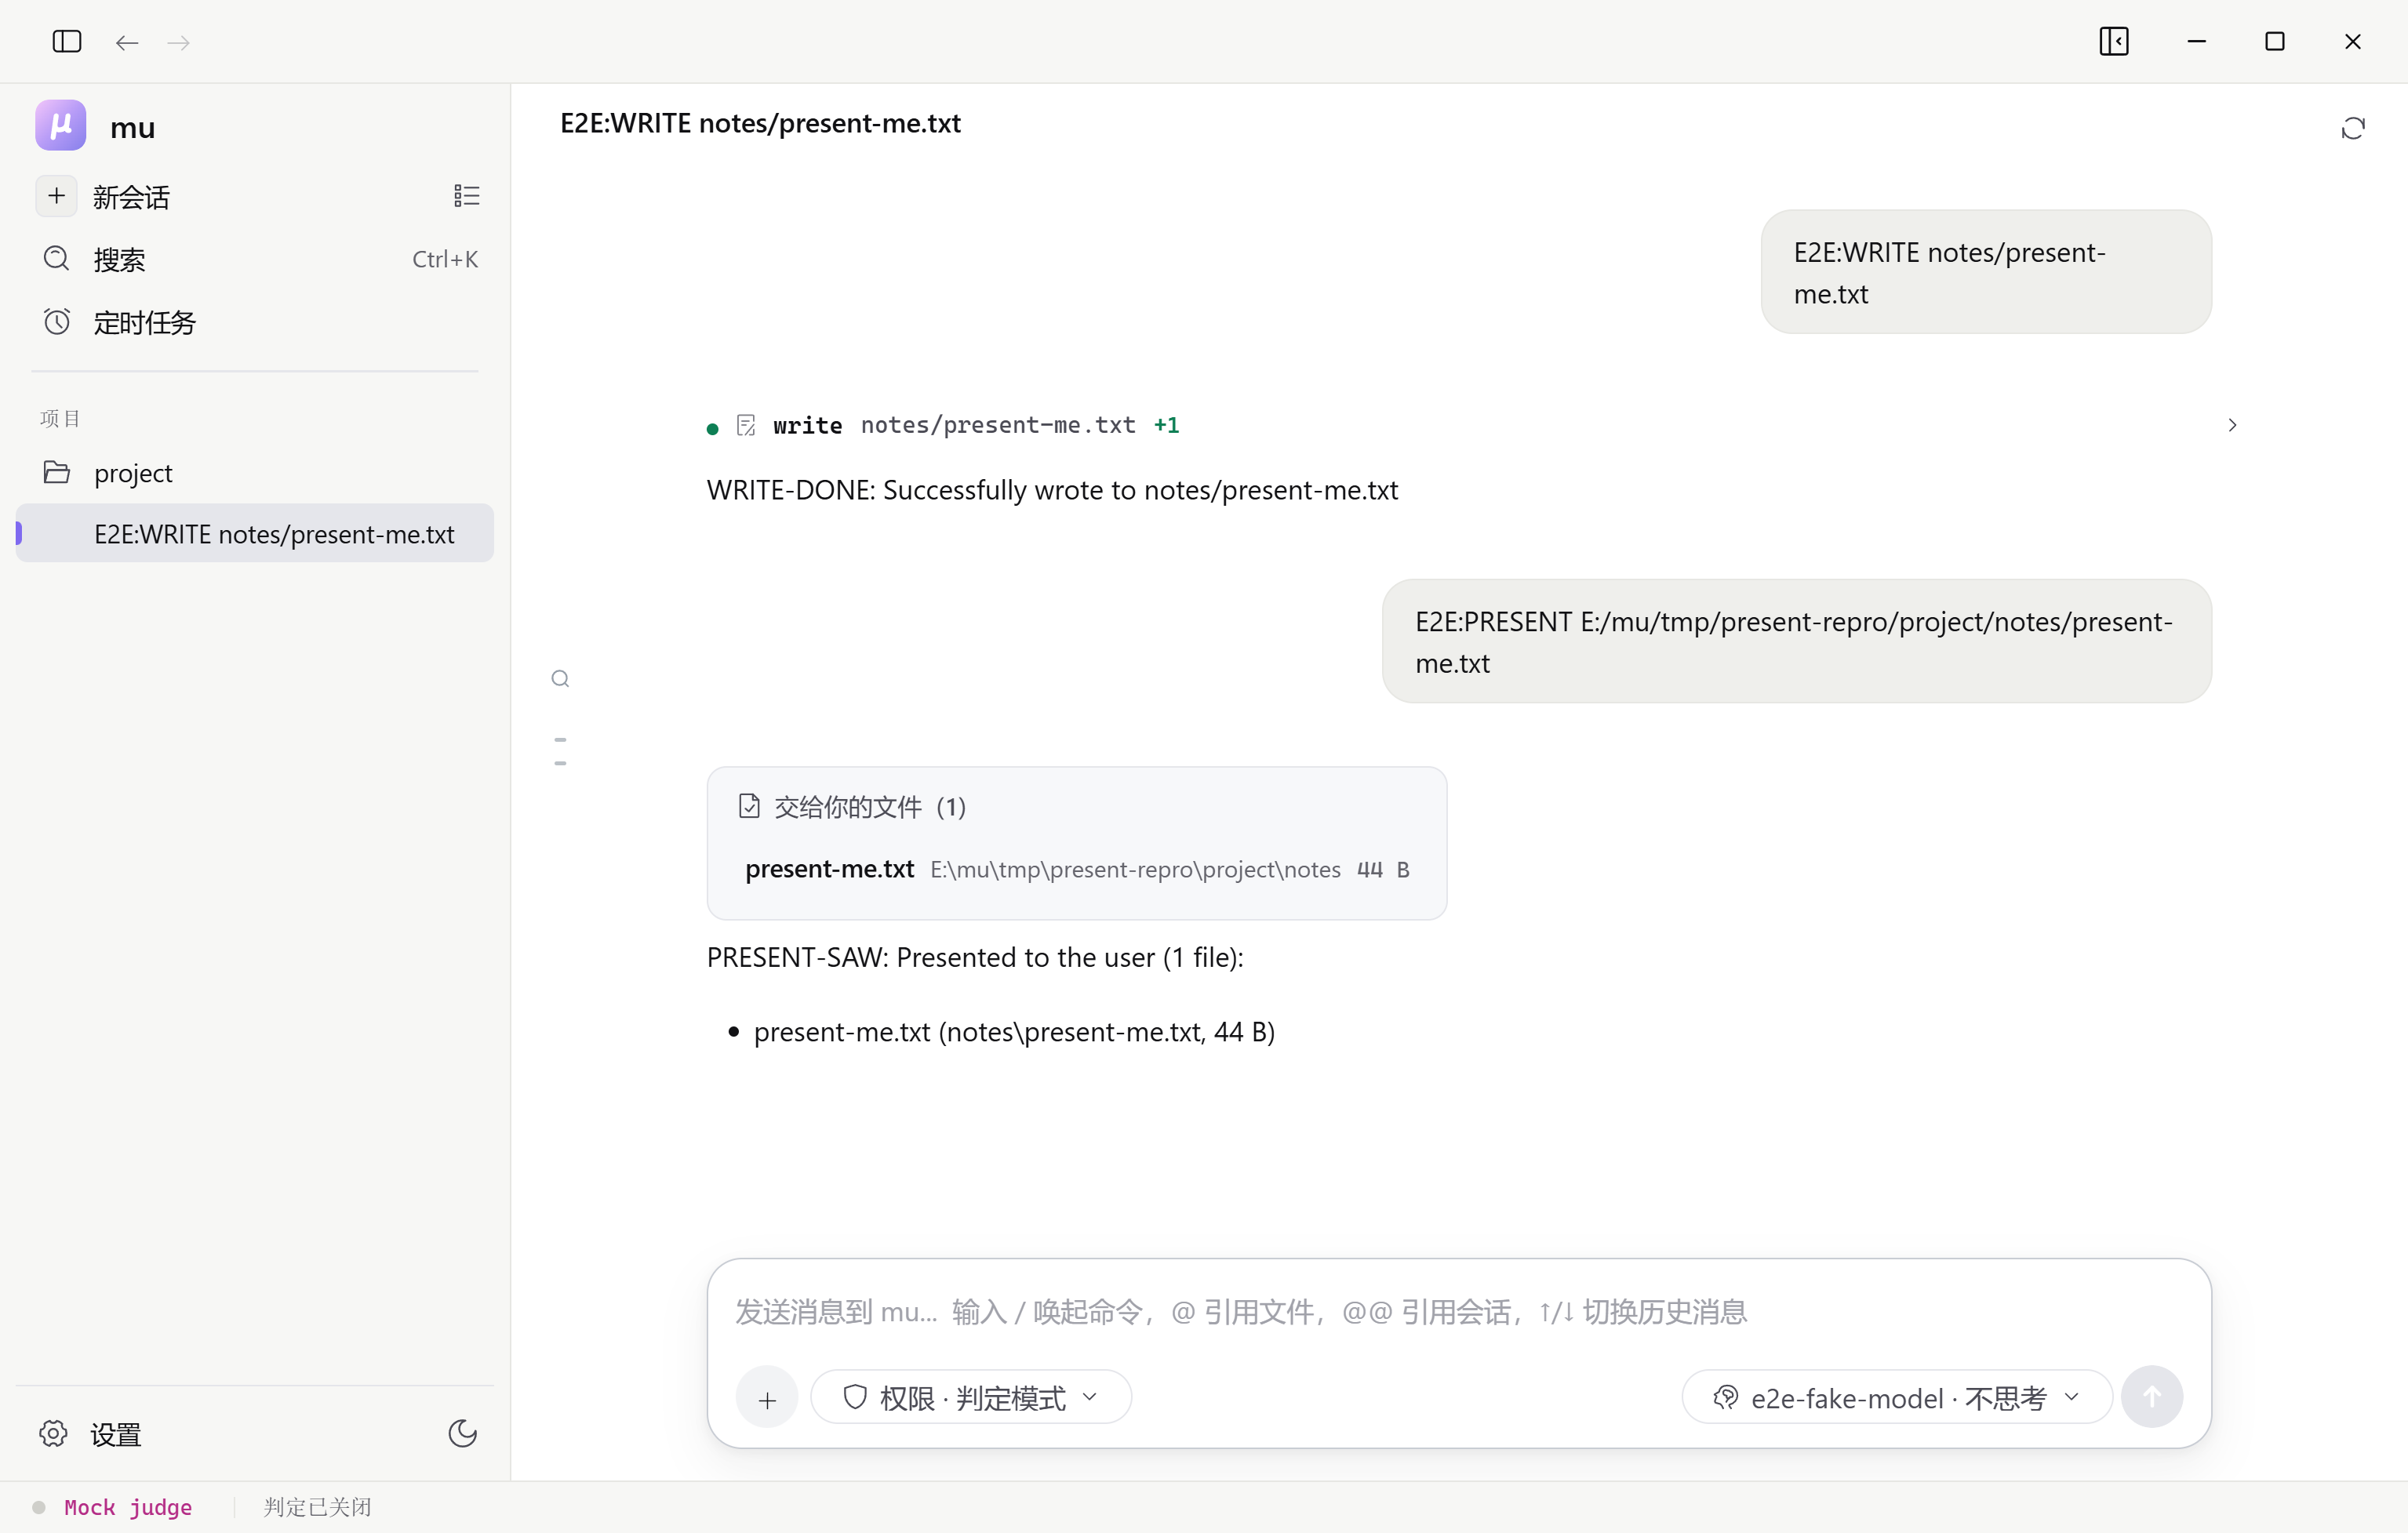 μ mu
新会话
搜索 Ctrl+K
定时任务
项目
project
E2E:WRITE notes/present-me.txt
设置
E2E:WRITE notes/present-me.txt
E2E:WRITE notes/present-
me.txt
write notes/present-me.txt +1
WRITE-DONE: Successfully wrote to notes/present-me.txt
E2E:PRESENT E:/mu/tmp/present-repro/project/notes/present-
me.txt
交给你的文件 (1)
present-me.txt E:\mu\tmp\present-repro\project\notes 44 B
PRESENT-SAW: Presented to the user (1 file):
• present-me.txt (notes\present-me.txt, 44 B)
发送消息到 mu... 输入 / 唤起命令，@ 引用文件，@@ 引用会话，↑/↓ 切换历史消息
权限 · 判定模式
e2e-fake-model · 不思考
Mock judge 判定已关闭